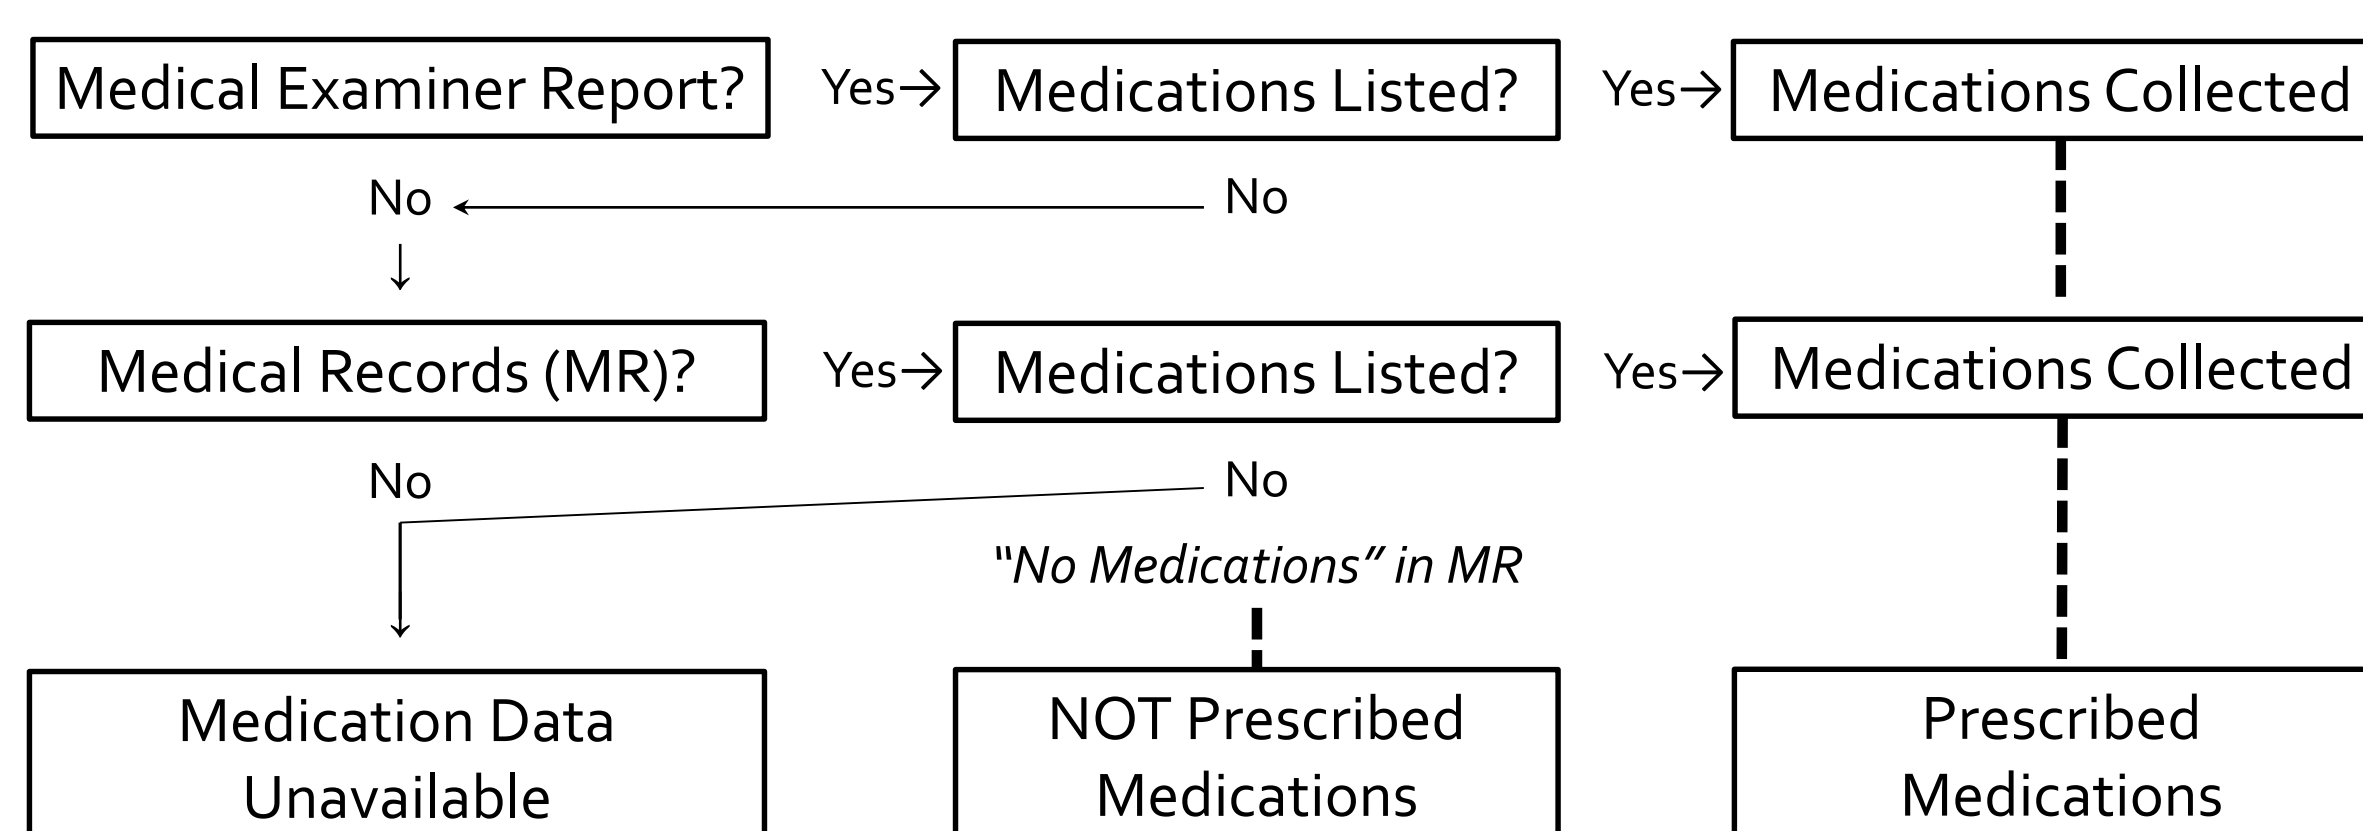 Medical Examiner Report? Yes→ Medications Listed? Yes→ Medications Collected
No No
Medical Records (MR)? Yes→ Medications Listed? Yes→ Medications Collected
No No
“No Medications” in MR
Medication Data
Unavailable
NOT Prescribed
Medications
Prescribed
Medications